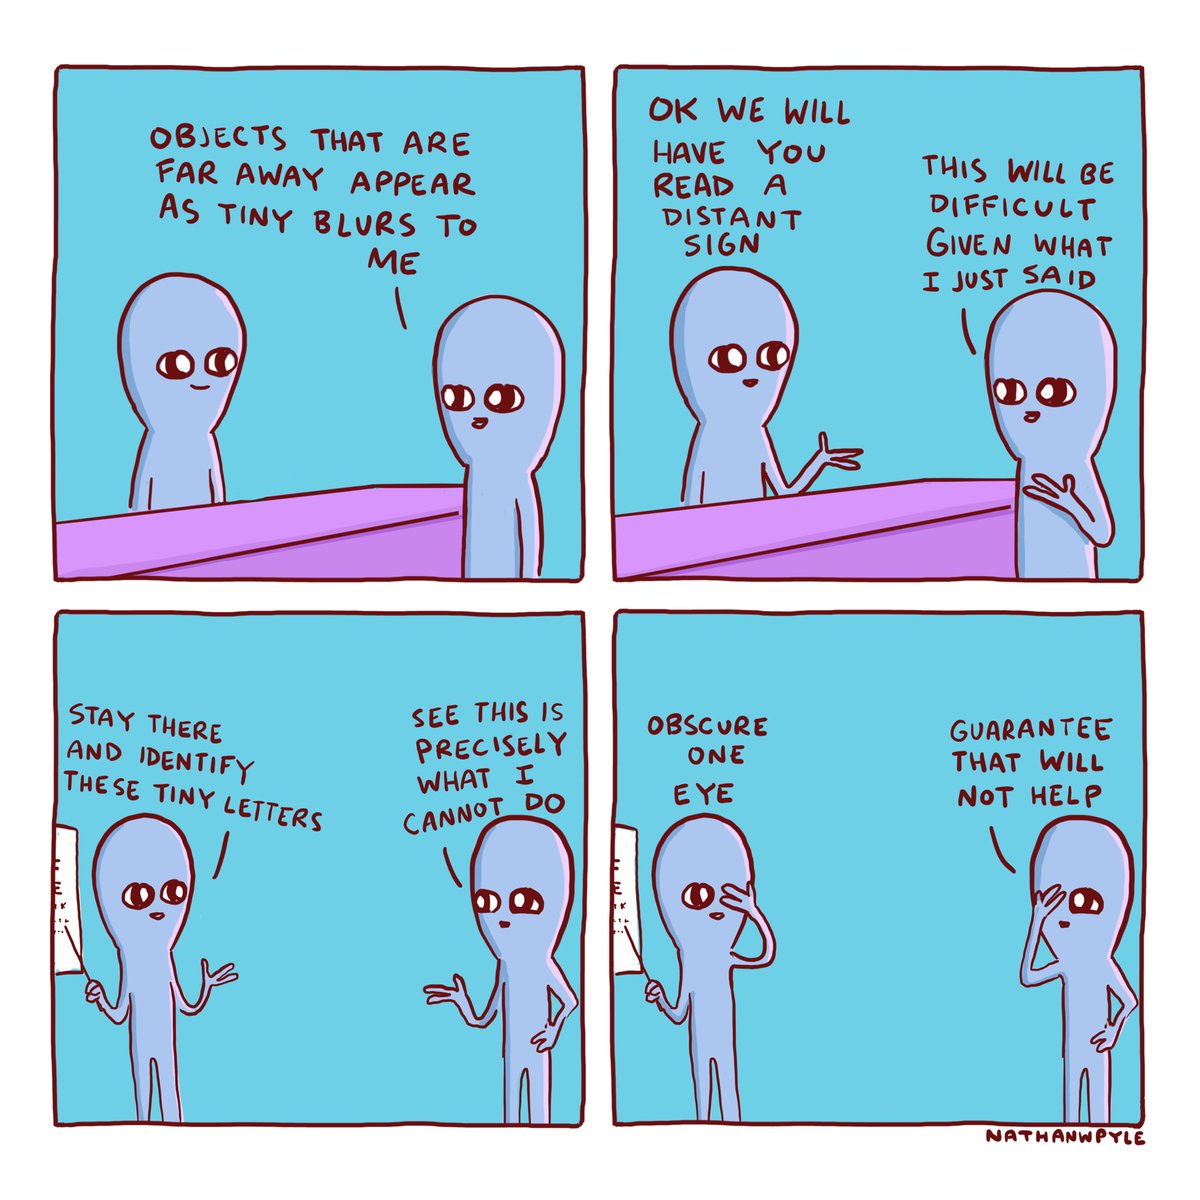 OBJECTS THAT ARE
FAR AWAY APPEAR
AS TINY BLURS TO
ME
OK WE WILL
HAVE YOU
READ A
DISTANT
SIGN
THIS WILL BE
DIFFICULT
GIVEN WHAT
I JUST SAID
STAY THERE
AND IDENTIFY
THESE TINY LETTERS
SEE THIS IS
PRECISELY
WHAT I
CANNOT DO
OBSCURE
ONE
EYE
GUARANTEE
THAT WILL
NOT HELP
NATHANWPYLE